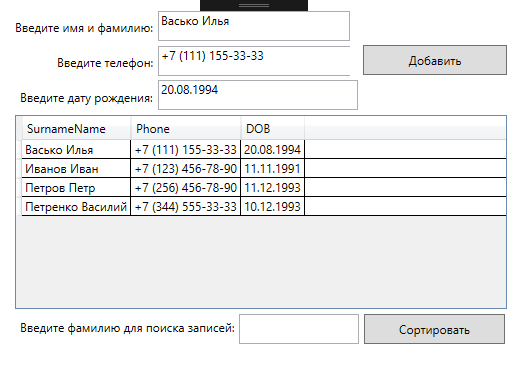 Введите имя и фамилию: Васько Илья
Введите телефон: +7 (111) 155-33-33 Добавить
Введите дату рождения: 20.08.1994
SurnameName Phone DOB
Васько Илья +7 (111) 155-33-33 20.08.1994
Иванов Иван +7 (123) 456-78-90 11.11.1991
Петров Петр +7 (256) 456-78-90 11.12.1993
Петренко Василий +7 (344) 555-33-33 10.12.1993
Введите фамилию для поиска записей: Сортировать